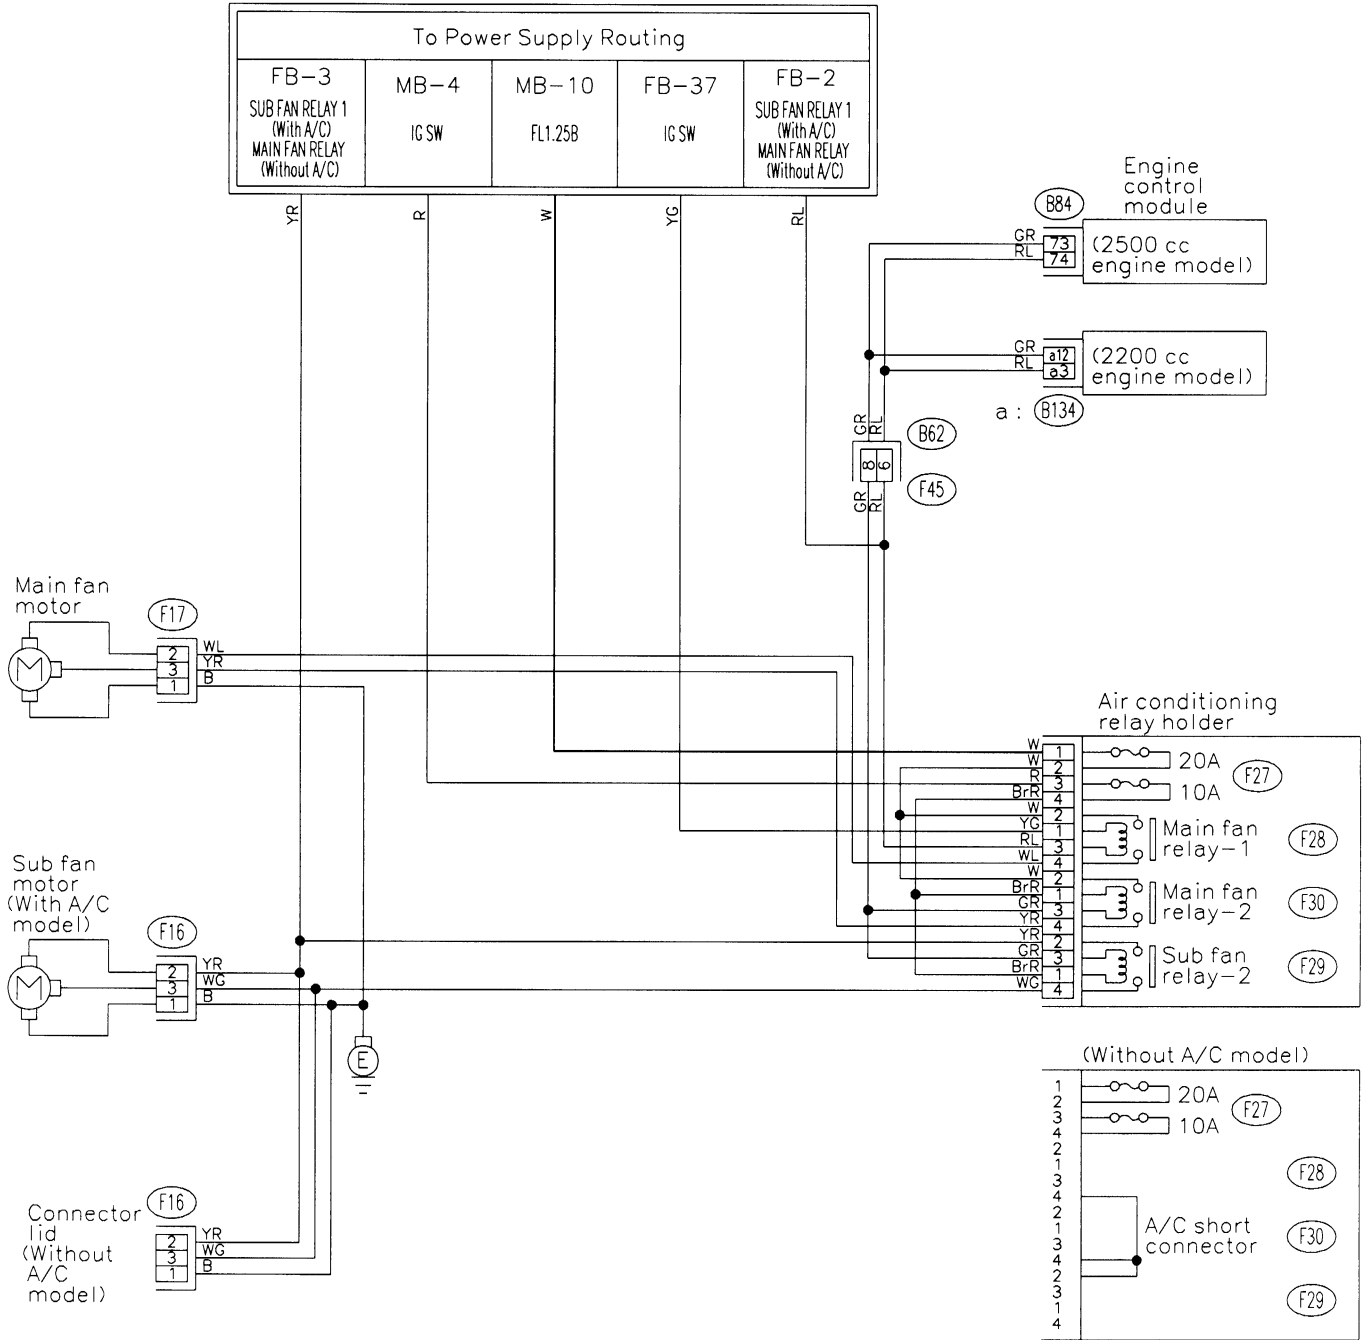 To Power Supply Routing
FB-3
SUB FAN RELAY 1
(With A/C)
MAIN FAN RELAY
(Without A/C)
MB-4
IG SW
MB-10
FL1.25B
FB-37
IG SW
FB-2
SUB FAN RELAY 1
(With A/C)
MAIN FAN RELAY
(Without A/C)
YR
R
W
YG
RL
Engine
control
module
B84
GR
RL
73
74
(2500 cc
engine model)
GR
RL
a12
a3
(2200 cc
engine model)
a : B134
GR
RL
B62
8
6
F45
GR
RL
Main fan
motor
F17
M
2
3
1
WL
YR
B
Air conditioning
relay holder
W 1
W 2
R 3
BrR 4
20A
10A
F27
W 2
YG 1
RL 3
WL 4
Main fan
relay-1
F28
W 2
BrR 1
GR 3
YR 4
Main fan
relay-2
F30
YR 2
GR 3
BrR 1
WG 4
Sub fan
relay-2
F29
Sub fan
motor
(With A/C
model)
F16
M
2
3
1
YR
WG
B
E
(Without A/C model)
1
2
3
4
20A
10A
F27
2
1
3
4
F28
2
1
3
4
A/C short
connector
F30
2
3
1
4
F29
Connector
lid
(Without
A/C
model)
F16
2
3
1
YR
WG
B